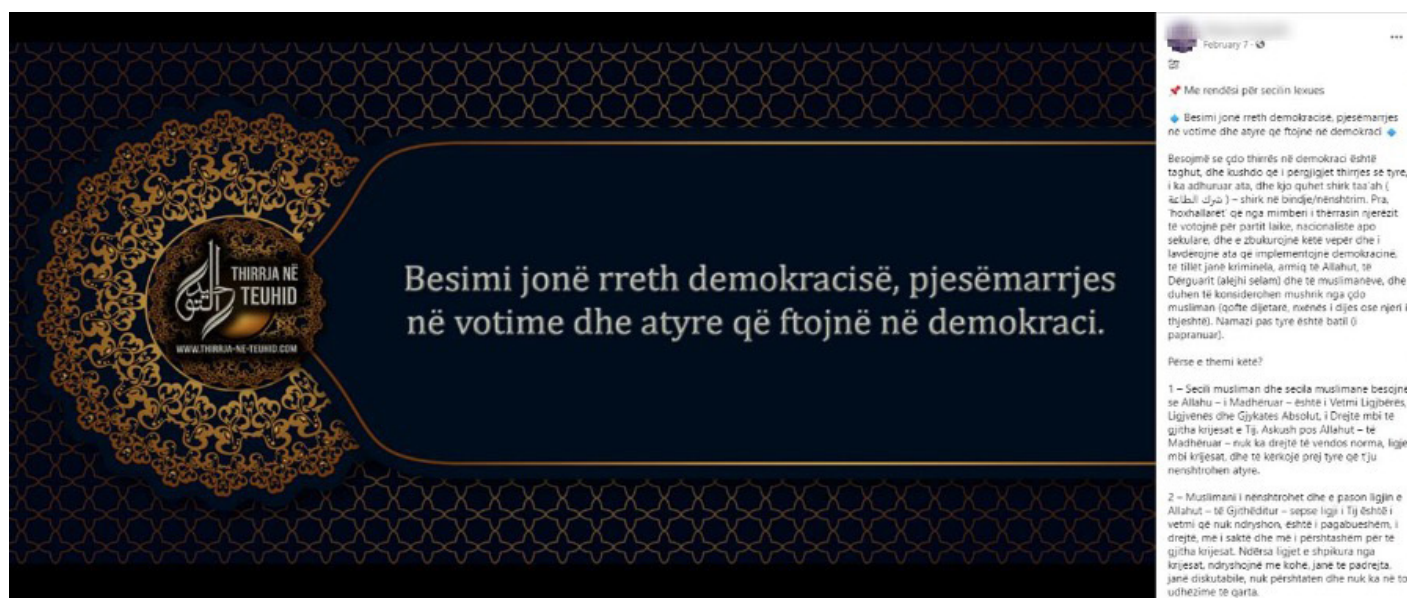 THIRRJA NË
TEUHID
WWW.THIRRJA-NE-TEUHID.COM
Besimi jonë rreth demokracisë, pjesëmarrjes
në votime dhe atyre që ftojnë në demokraci.
February 7 ·
📌 Me rendësi për secilin lexues
🔹 Besimi jonë rreth demokracisë, pjesëmarrjes
në votime dhe atyre që ftojnë në demokraci 🔹
Besojmë se çdo thirrës në demokraci është
taghut, dhe kushdo që i përgjigjet thirrjes së tyre,
i ka adhuruar ata, dhe kjo quhet shirk taa'ah (
شرك الطاعة ) – shirk në bindje/nënshtrim. Pra,
'hoxhallarët' që nga mimberi i thërrasin njerëzit
të votojnë për partit laike, nacionaliste apo
sekulare, dhe e zbukurojnë këtë vepër dhe i
lavdërojnë ata që implementojnë demokracinë,
të tillët janë kriminela, armiq të Allahut, të
Dërguarit (alejhi selam) dhe të muslimanëve, dhe
duhen të konsiderohen mushrik nga çdo
musliman (qoftë dijetarë, nxënës i dijes ose njeri i
thjeshtë). Namazi pas tyre është batil (i
papranuar).
Përse e themi këtë?
1 – Secili musliman dhe secila muslimane besojnë
se Allahu – i Madhëruar – është i Vetmi Ligjbërës,
Ligjvënës dhe Gjykatës Absolut, i Drejtë mbi të
gjitha krijesat e Tij. Askush pos Allahut – të
Madhëruar – nuk ka drejtë të vendos norma, ligje
mbi krijesat, dhe të kërkojë prej tyre që t'ju
nënshtrohen atyre.
2 – Muslimani i nënshtrohet dhe e pason ligjin e
Allahut – të Gjithëditur – sepse ligji i Tij është i
vetmi që nuk ndryshon, është i pagabueshëm, i
drejtë, më i saktë dhe më i përshtashëm për të
gjitha krijesat. Ndërsa ligjet e shpikura nga
krijesat, ndryshojnë me kohë, janë të padrejta,
janë diskutabile, nuk përshtaten dhe nuk ka në to
udhëzime të qarta.